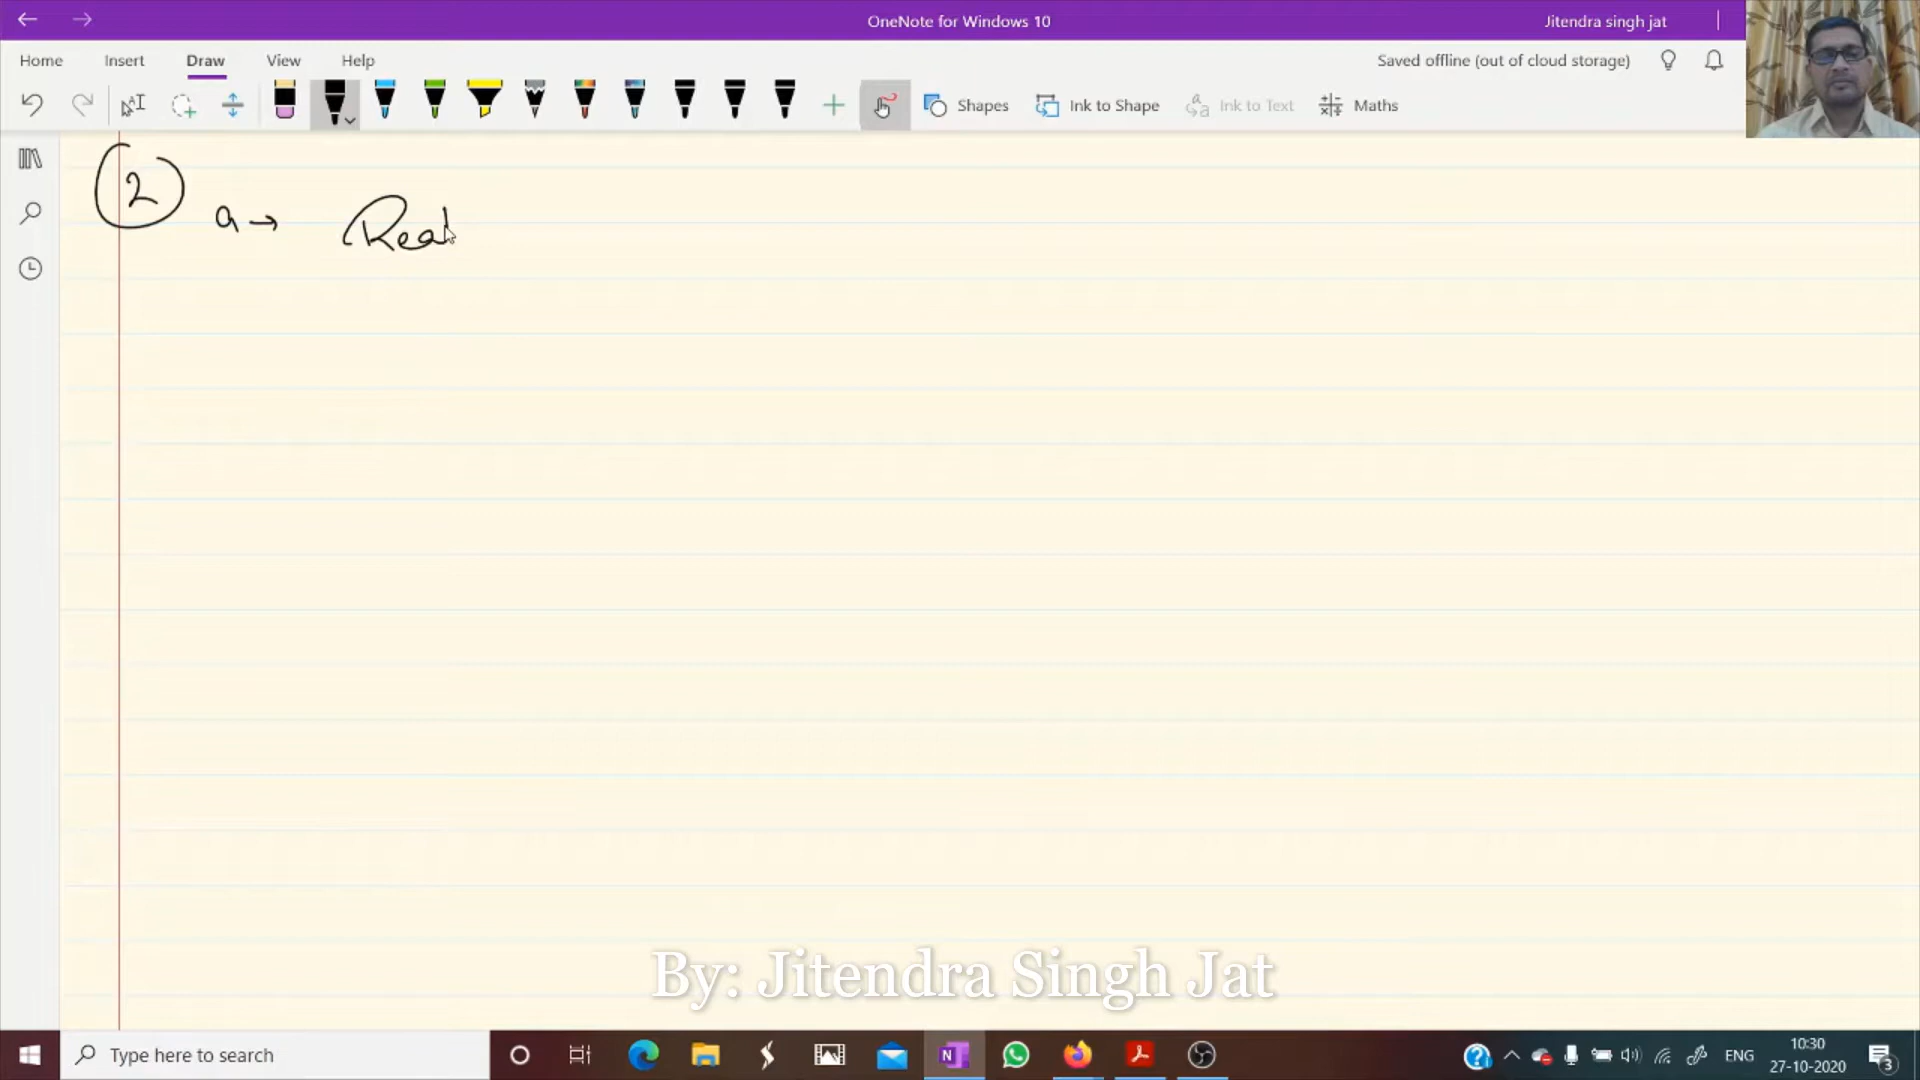 OneNote for Windows 10
Jitendra singh jat
Home Insert Draw View Help
Saved offline (out of cloud storage)
Shapes Ink to Shape Ink to Text Maths
2
a → Real
By: Jitendra Singh Jat
Type here to search
ENG
10:30
27-10-2020
3